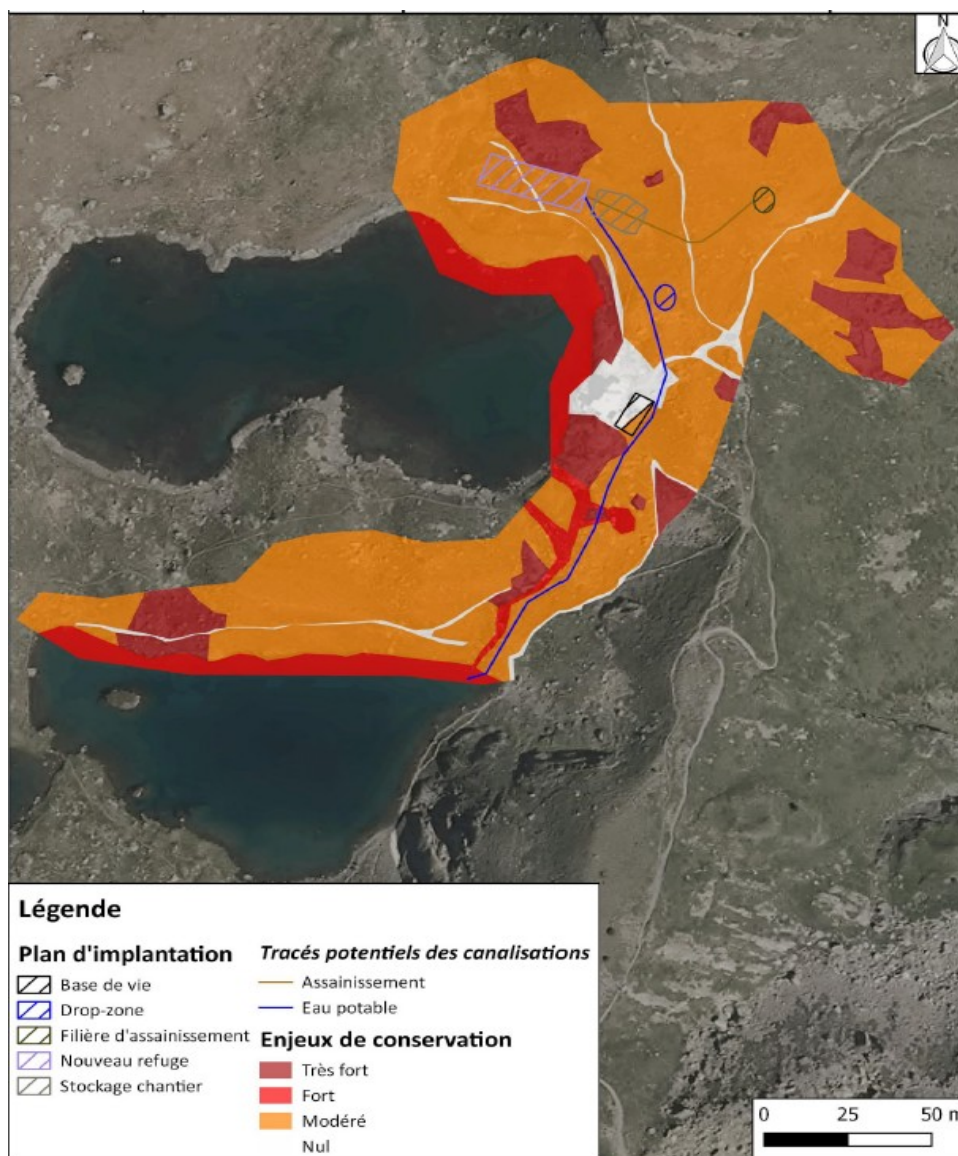 N
Légende
Plan d'implantation
Base de vie
Drop-zone
Filière d'assainissement
Nouveau refuge
Stockage chantier
Tracés potentiels des canalisations
Assainissement
Eau potable
Enjeux de conservation
Très fort
Fort
Modéré
Nul
0 25 50 m